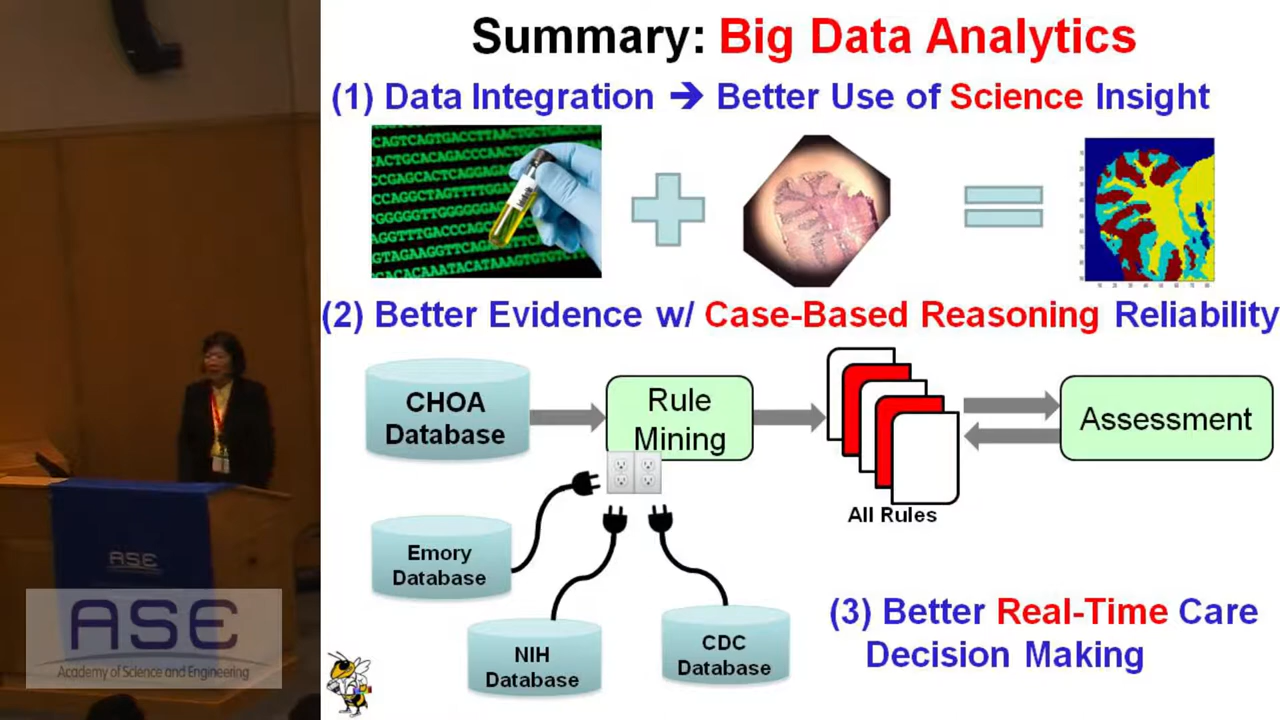 Summary: Big Data Analytics
(1) Data Integration ➔ Better Use of Science Insight
CAGTCAGTGACCTTAACTGCTGACCC
(2) Better Evidence w/ Case-Based Reasoning Reliability
CHOA
Database
Rule
Mining
Assessment
All Rules
Emory
Database
NIH
Database
CDC
Database
(3) Better Real-Time Care
Decision Making
ASE
ASE
Academy of Science and Engineering